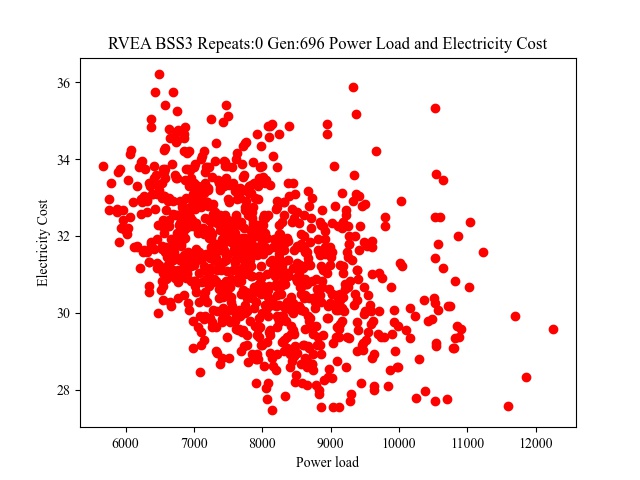 RVEA BSS3 Repeats:0 Gen:696 Power Load and Electricity Cost
36
34
32
30
28
Electricity Cost
6000 7000 8000 9000 10000 11000 12000
Power load